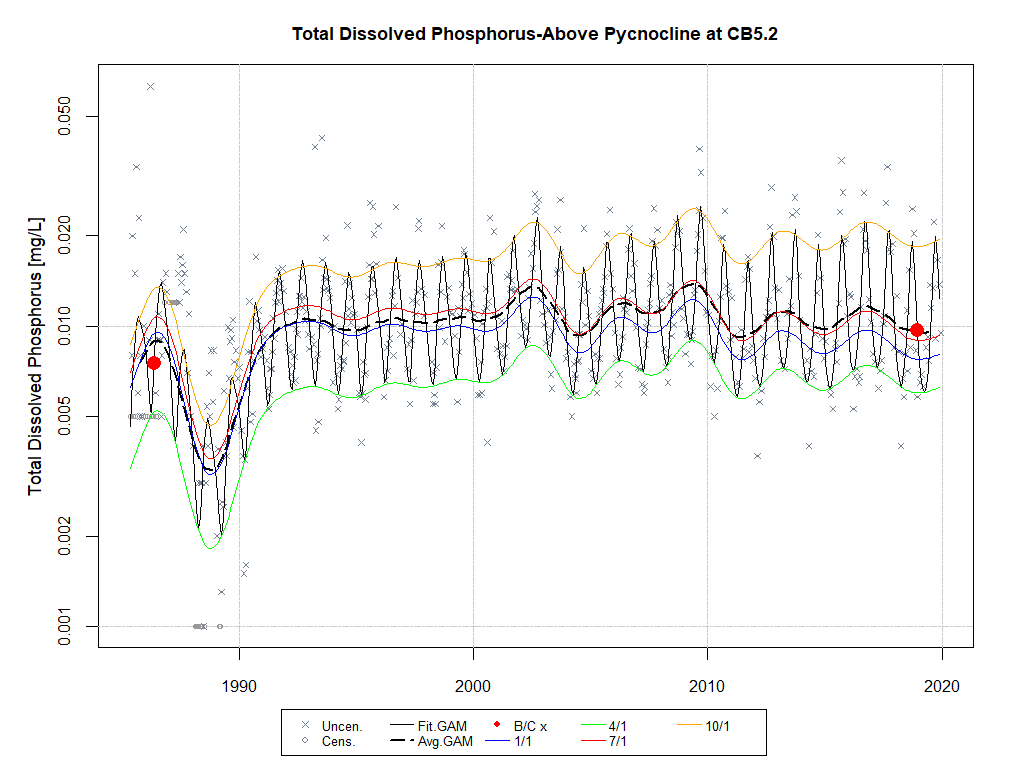 Total Dissolved Phosphorus-Above Pycnocline at CB5.2
Total Dissolved Phosphorus [mg/L]
0.050
0.020
0.010
0.005
0.002
0.001
1990 2000 2010 2020
Uncen. Fit.GAM B/C x 4/1 10/1
Cens. Avg.GAM 1/1 7/1